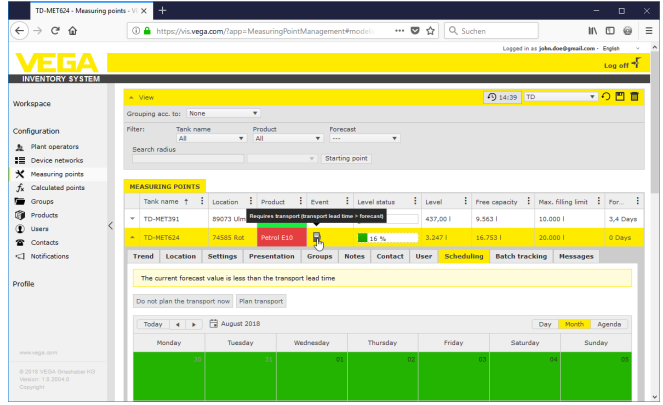 TD-MET624 - Measuring points - VE
https://vis.vega.com/?app=MeasuringPointManagement#model=
Suchen
Logged in as john.doe@gmail.com - English
VEGA
Log off
INVENTORY SYSTEM
Workspace
Configuration
Plant operators
Device networks
Measuring points
Calculated points
Groups
Products
Users
Contacts
Notifications
Profile
www.vega.com
© 2018 VEGA Grieshaber KG
Copyright
View
14:39
TD
Grouping acc. to: None
Filter: Tank name Product Forecast
All All ---
Search radius
Starting point
MEASURING POINTS
Tank name Location Product Event Level status Level Free capacity Max. filling limit For...
Requires transport (transport lead time > forecast)
TD-MET391 89073 Ulm 437,00 l 9.563 l 10.000 l 3,4 Days
TD-MET624 74585 Rot Petrol E10 16 % 3.247 l 16.753 l 20.000 l 0 Days
Trend Location Settings Presentation Groups Notes Contact User Scheduling Batch tracking Messages
The current forecast value is less than the transport lead time
Do not plan the transport now Plan transport
Today August 2018 Day Month Agenda
Monday Tuesday Wednesday Thursday Friday Saturday Sunday
30 31 01 02 03 04 05